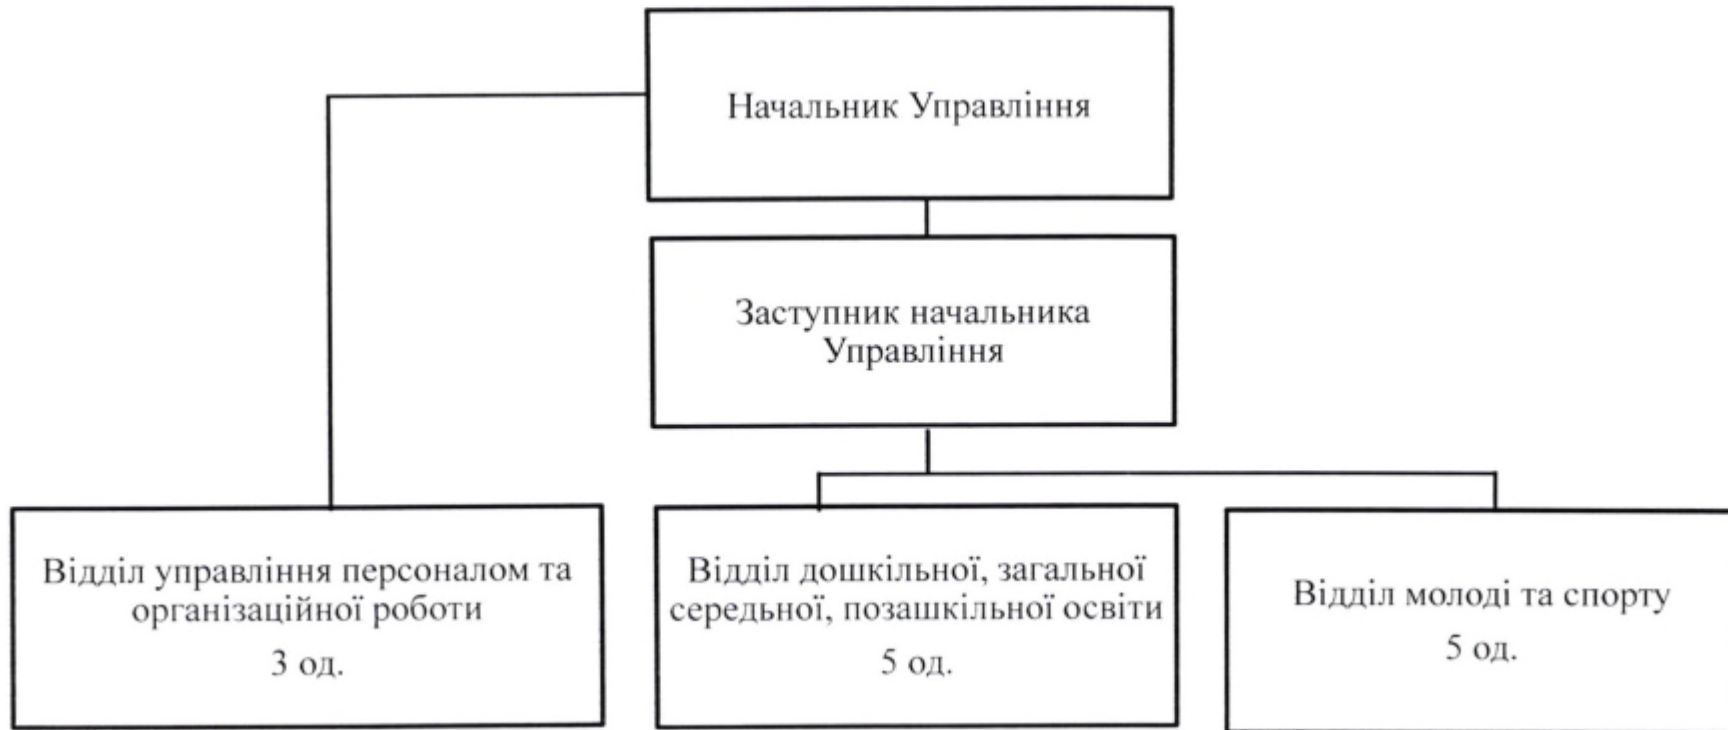 Начальник Управління
Заступник начальника
Управління
Відділ управління персоналом та
організаційної роботи
3 од.
Відділ дошкільної, загальної
середньої, позашкільної освіти
5 од.
Відділ молоді та спорту
5 од.